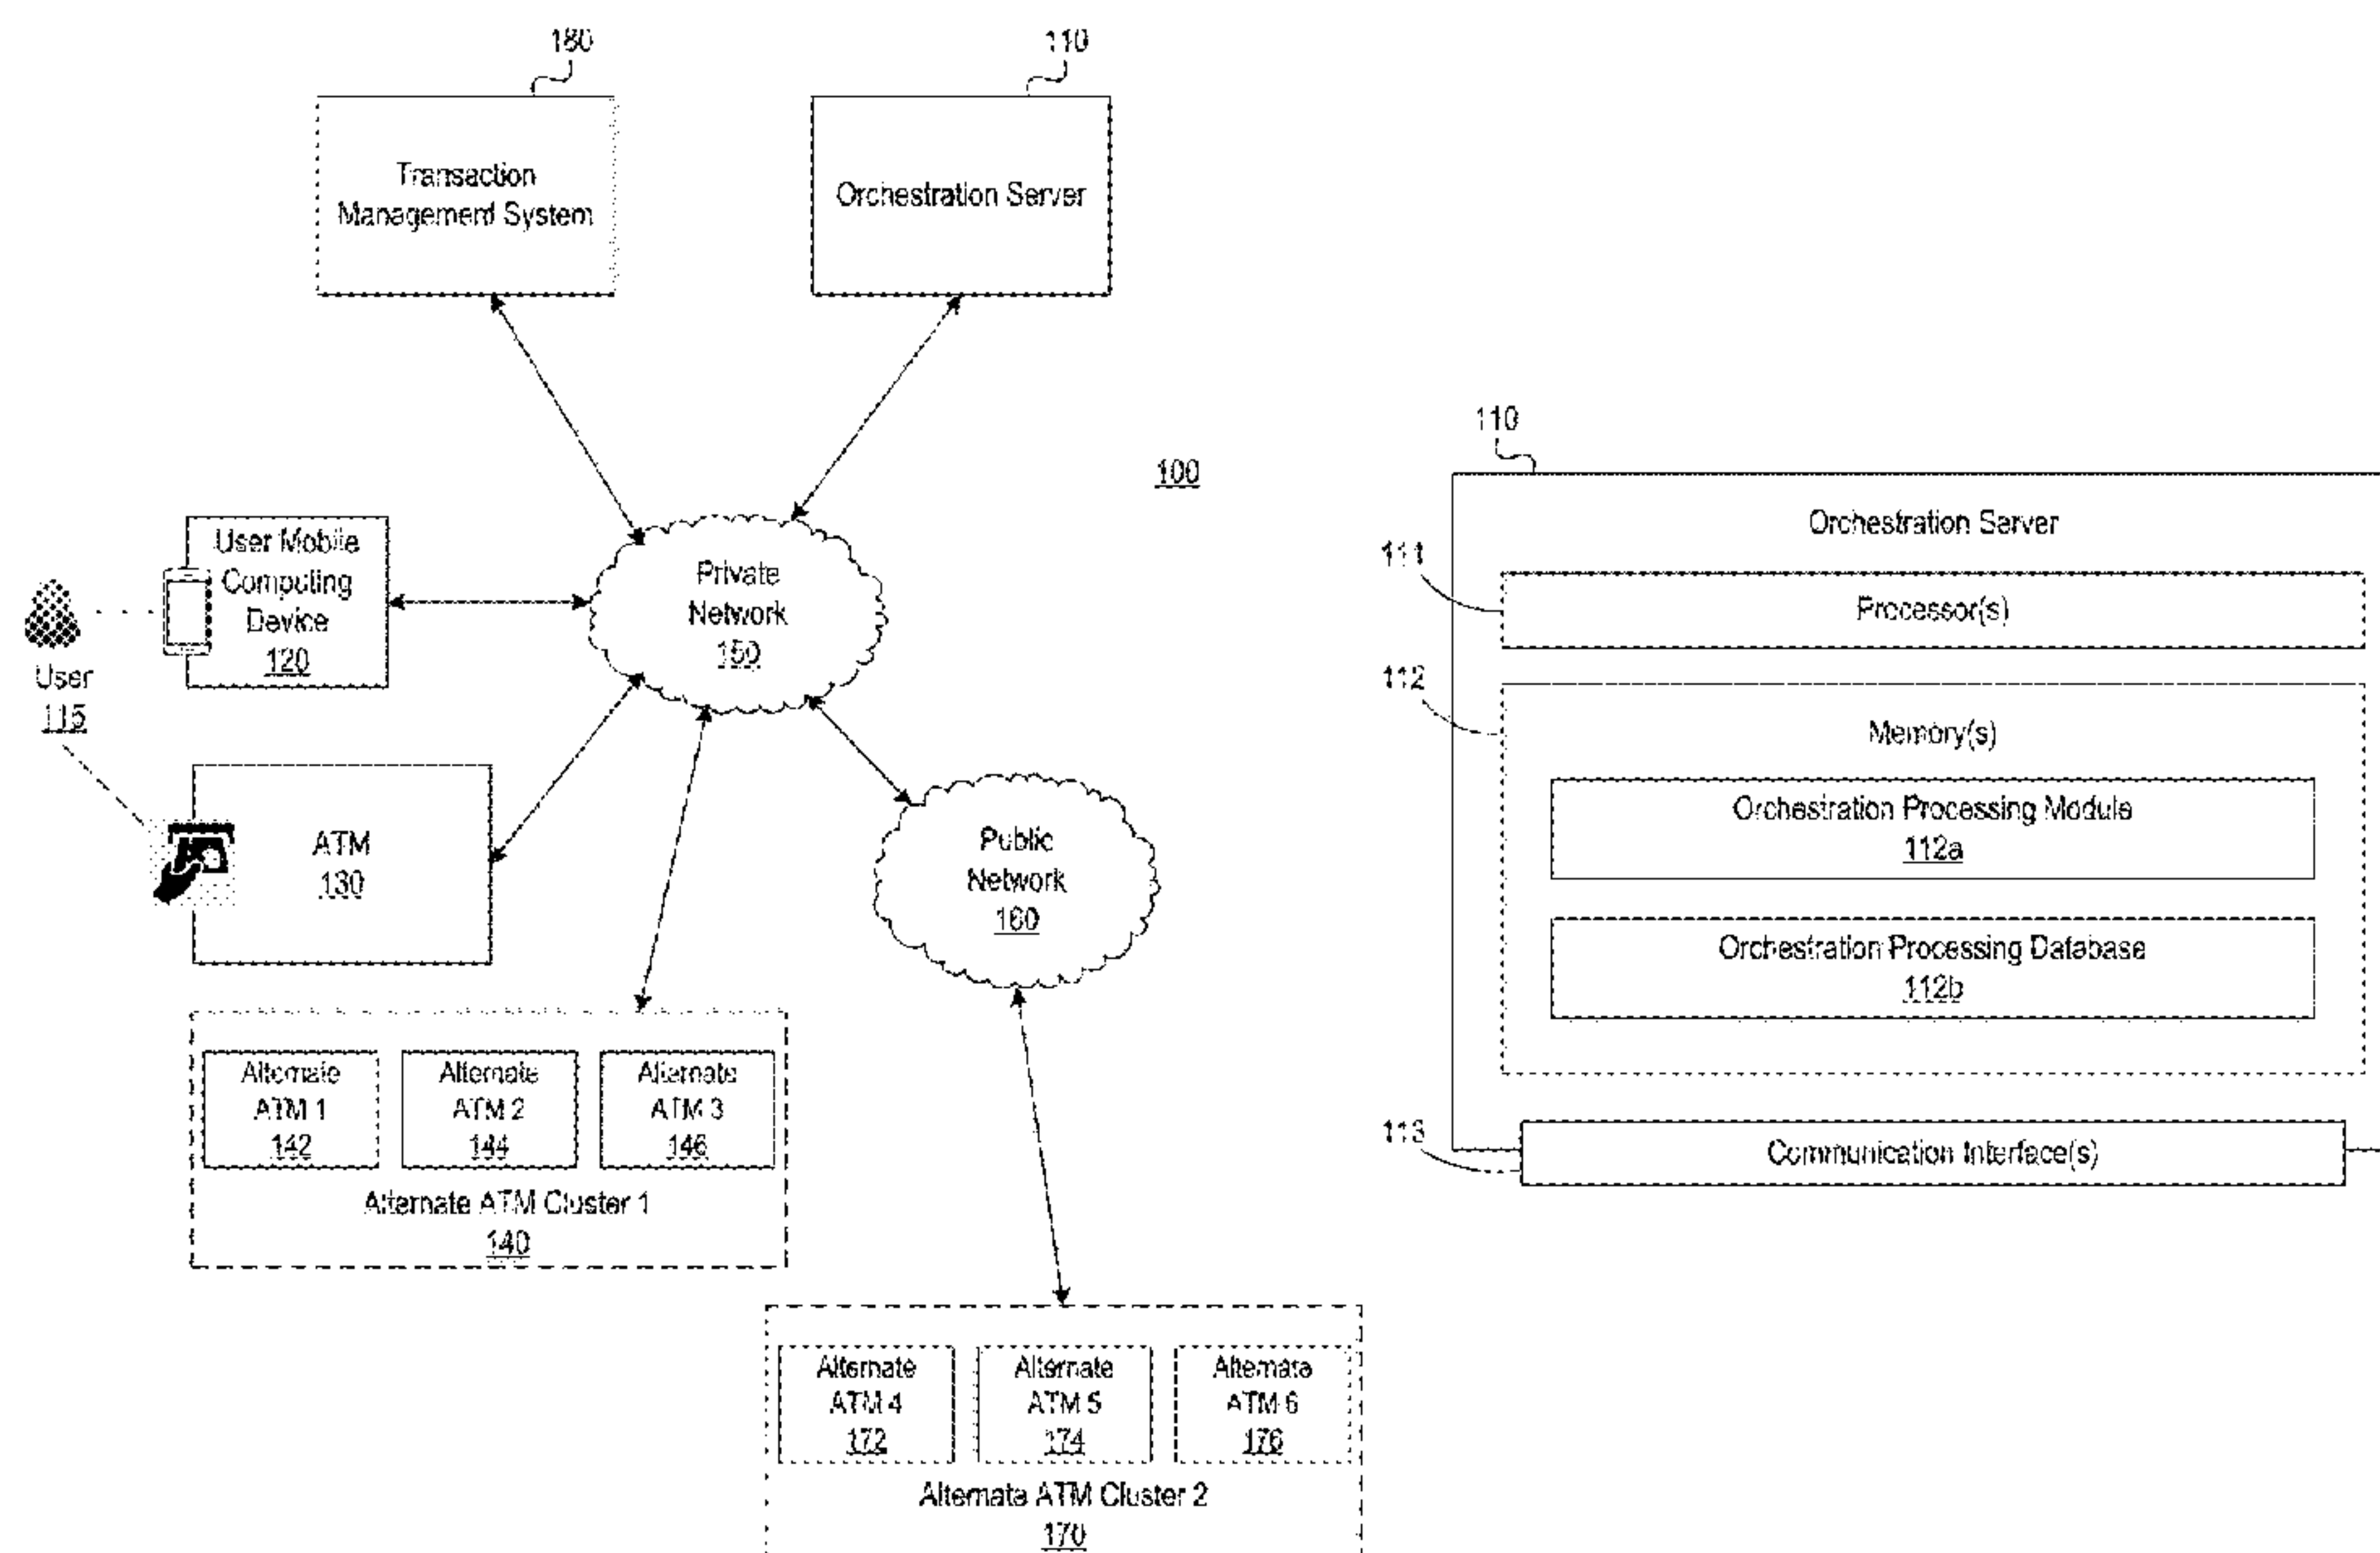 180
110
Transaction
Management System
Orchestration Server
100
User Mobile
Computing
Device
120
User
115
Private
Network
150
ATM
130
Public
Network
160
Alternate
ATM 1
142
Alternate
ATM 2
144
Alternate
ATM 3
146
Alternate ATM Cluster 1
140
Alternate
ATM 4
172
Alternate
ATM 5
174
Alternate
ATM 6
176
Alternate ATM Cluster 2
170
110
Orchestration Server
111
Processor(s)
112
Memory(s)
Orchestration Processing Module
112a
Orchestration Processing Database
112b
113
Communication Interface(s)